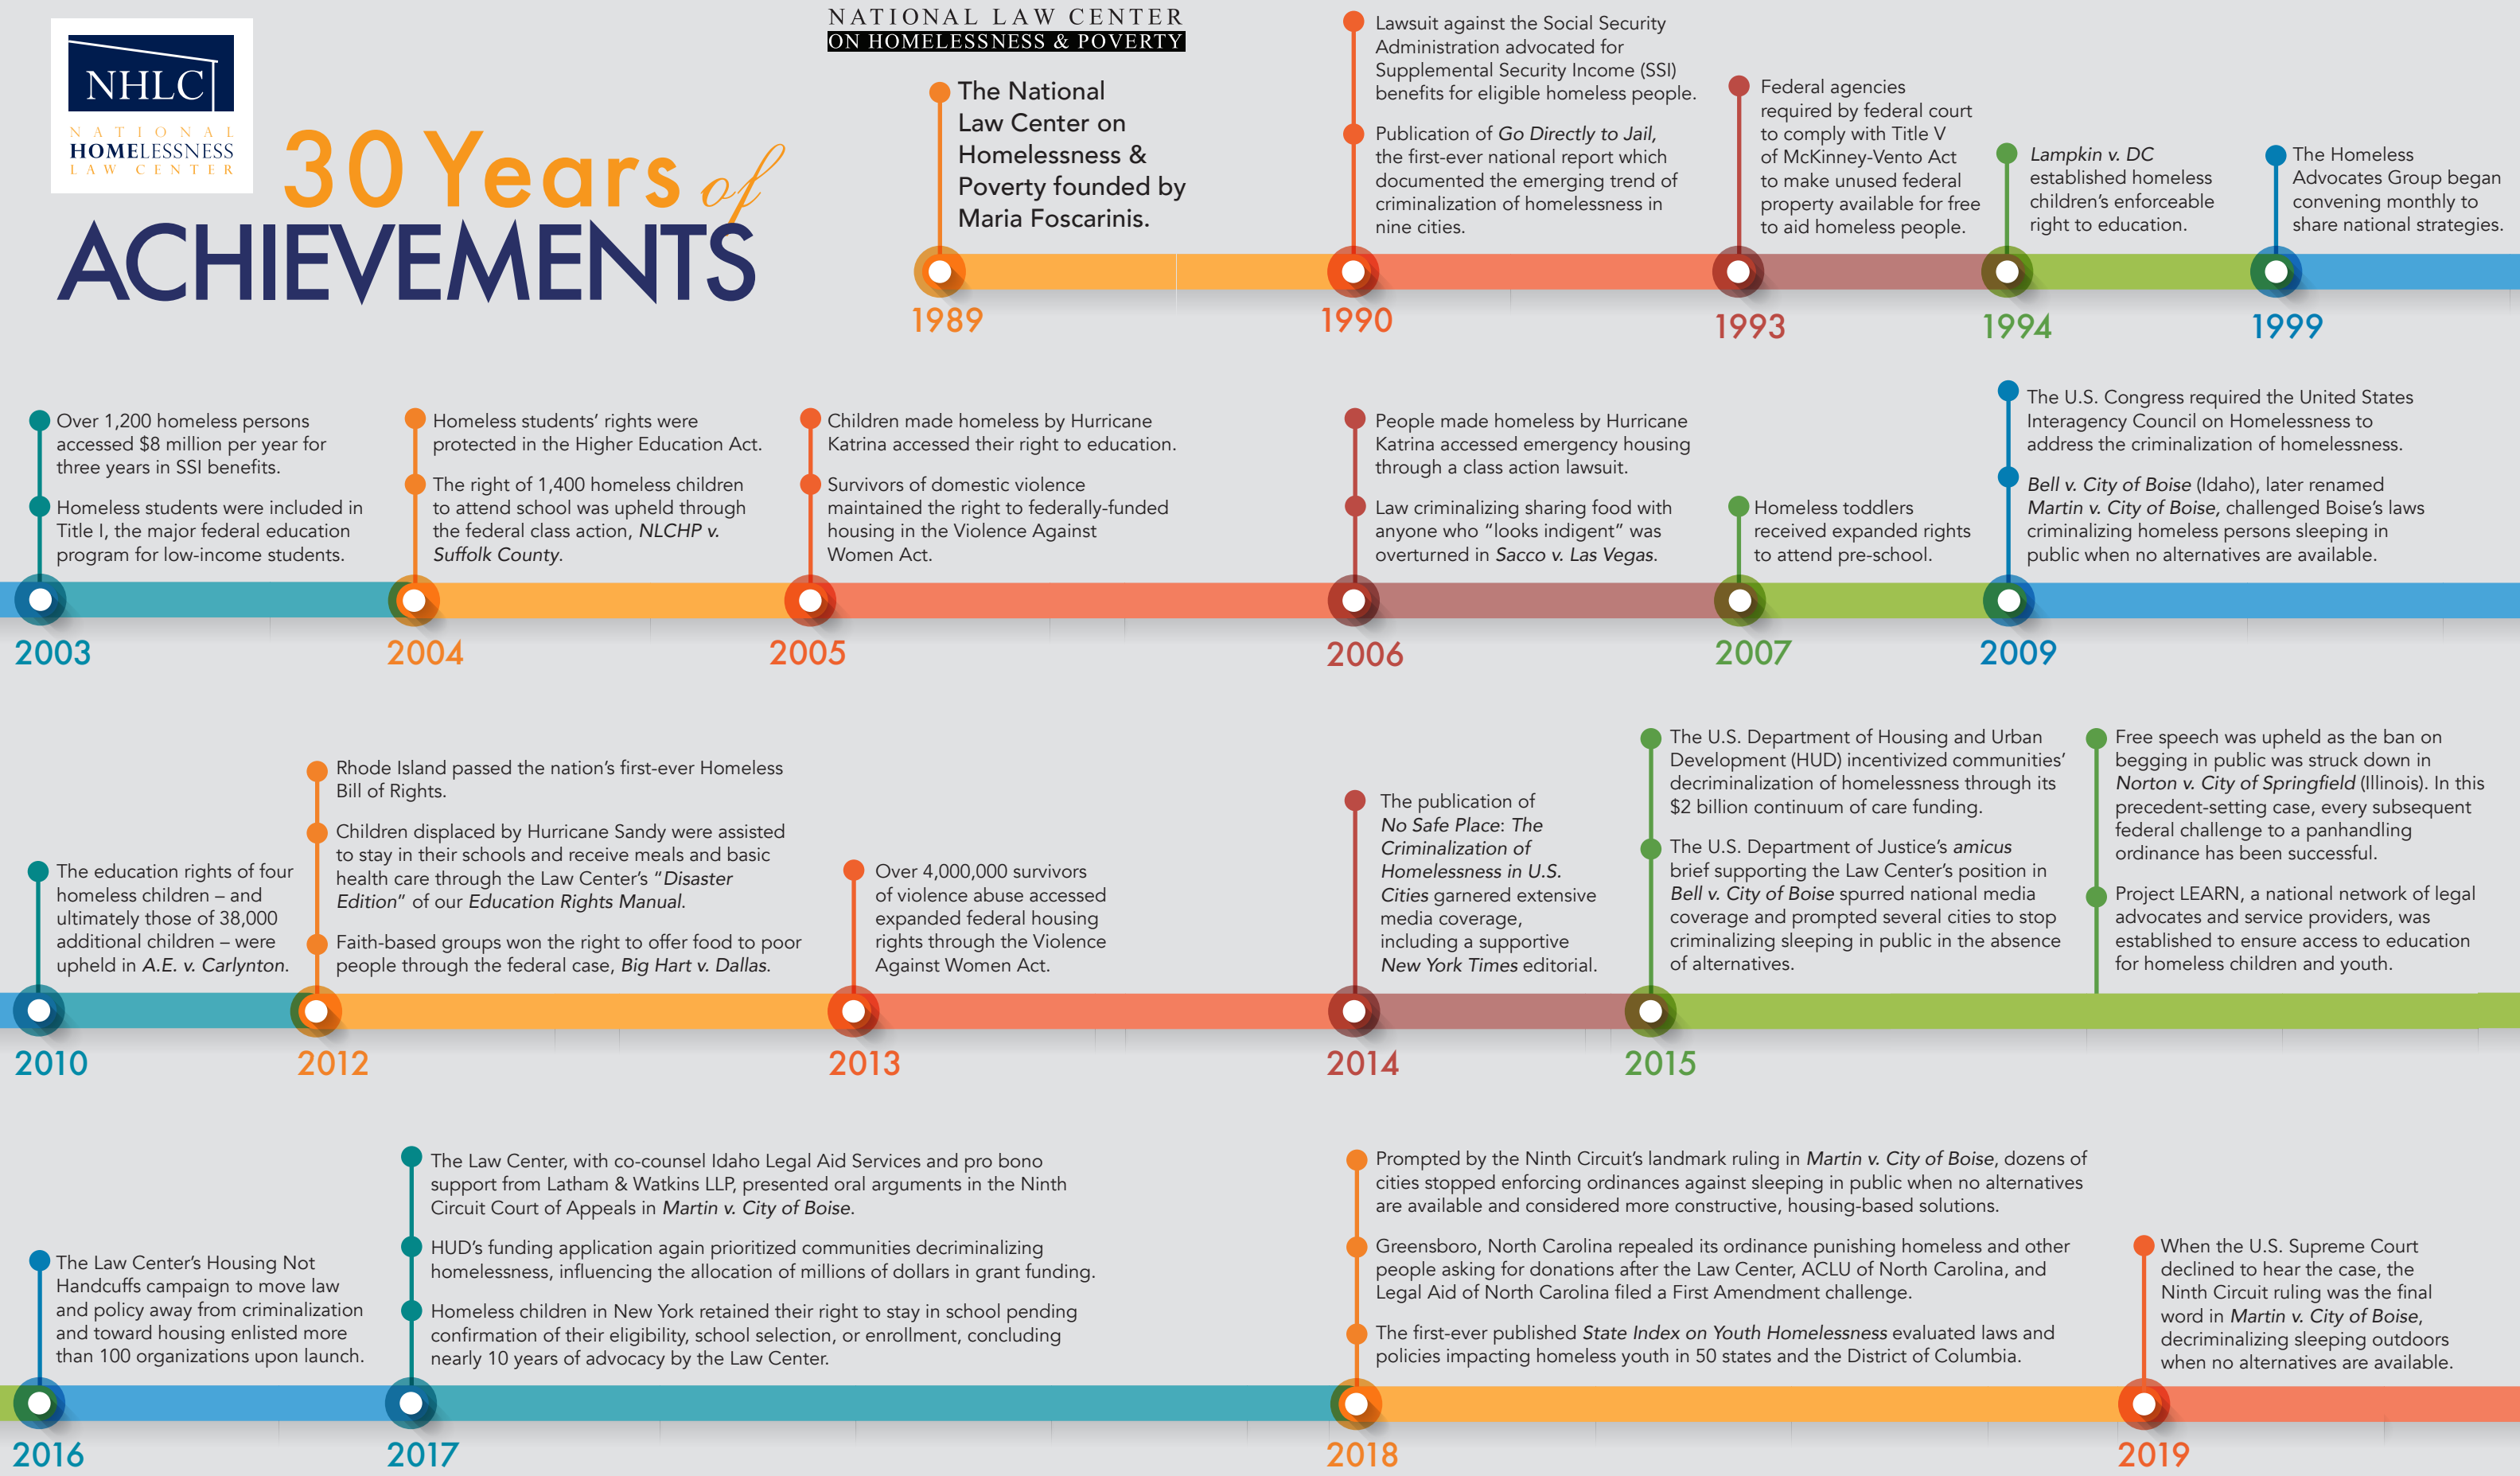 NHLC
NATIONAL
HOMELESSNESS
LAW CENTER
30 Years of
ACHIEVEMENTS
NATIONAL LAW CENTER
ON HOMELESSNESS & POVERTY
The National
Law Center on
Homelessness &
Poverty founded by
Maria Foscarinis.
1989
Lawsuit against the Social Security
Administration advocated for
Supplemental Security Income (SSI)
benefits for eligible homeless people.
Publication of Go Directly to Jail,
the first-ever national report which
documented the emerging trend of
criminalization of homelessness in
nine cities.
1990
Federal agencies
required by federal court
to comply with Title V
of McKinney-Vento Act
to make unused federal
property available for free
to aid homeless people.
1993
Lampkin v. DC
established homeless
children's enforceable
right to education.
1994
The Homeless
Advocates Group began
convening monthly to
share national strategies.
1999
Over 1,200 homeless persons
accessed $8 million per year for
three years in SSI benefits.
Homeless students were included in
Title I, the major federal education
program for low-income students.
2003
Homeless students' rights were
protected in the Higher Education Act.
The right of 1,400 homeless children
to attend school was upheld through
the federal class action, NLCHP v.
Suffolk County.
2004
Children made homeless by Hurricane
Katrina accessed their right to education.
Survivors of domestic violence
maintained the right to federally-funded
housing in the Violence Against
Women Act.
2005
People made homeless by Hurricane
Katrina accessed emergency housing
through a class action lawsuit.
Law criminalizing sharing food with
anyone who "looks indigent" was
overturned in Sacco v. Las Vegas.
2006
Homeless toddlers
received expanded rights
to attend pre-school.
2007
The U.S. Congress required the United States
Interagency Council on Homelessness to
address the criminalization of homelessness.
Bell v. City of Boise (Idaho), later renamed
Martin v. City of Boise, challenged Boise's laws
criminalizing homeless persons sleeping in
public when no alternatives are available.
2009
The education rights of four
homeless children – and
ultimately those of 38,000
additional children – were
upheld in A.E. v. Carlynton.
2010
Rhode Island passed the nation's first-ever Homeless
Bill of Rights.
Children displaced by Hurricane Sandy were assisted
to stay in their schools and receive meals and basic
health care through the Law Center's "Disaster
Edition" of our Education Rights Manual.
Faith-based groups won the right to offer food to poor
people through the federal case, Big Hart v. Dallas.
2012
Over 4,000,000 survivors
of violence abuse accessed
expanded federal housing
rights through the Violence
Against Women Act.
2013
The publication of
No Safe Place: The
Criminalization of
Homelessness in U.S.
Cities garnered extensive
media coverage,
including a supportive
New York Times editorial.
2014
The U.S. Department of Housing and Urban
Development (HUD) incentivized communities'
decriminalization of homelessness through its
$2 billion continuum of care funding.
The U.S. Department of Justice's amicus
brief supporting the Law Center's position in
Bell v. City of Boise spurred national media
coverage and prompted several cities to stop
criminalizing sleeping in public in the absence
of alternatives.
Free speech was upheld as the ban on
begging in public was struck down in
Norton v. City of Springfield (Illinois). In this
precedent-setting case, every subsequent
federal challenge to a panhandling
ordinance has been successful.
Project LEARN, a national network of legal
advocates and service providers, was
established to ensure access to education
for homeless children and youth.
2015
The Law Center's Housing Not
Handcuffs campaign to move law
and policy away from criminalization
and toward housing enlisted more
than 100 organizations upon launch.
2016
The Law Center, with co-counsel Idaho Legal Aid Services and pro bono
support from Latham & Watkins LLP, presented oral arguments in the Ninth
Circuit Court of Appeals in Martin v. City of Boise.
HUD's funding application again prioritized communities decriminalizing
homelessness, influencing the allocation of millions of dollars in grant funding.
Homeless children in New York retained their right to stay in school pending
confirmation of their eligibility, school selection, or enrollment, concluding
nearly 10 years of advocacy by the Law Center.
2017
Prompted by the Ninth Circuit's landmark ruling in Martin v. City of Boise, dozens of
cities stopped enforcing ordinances against sleeping in public when no alternatives
are available and considered more constructive, housing-based solutions.
Greensboro, North Carolina repealed its ordinance punishing homeless and other
people asking for donations after the Law Center, ACLU of North Carolina, and
Legal Aid of North Carolina filed a First Amendment challenge.
The first-ever published State Index on Youth Homelessness evaluated laws and
policies impacting homeless youth in 50 states and the District of Columbia.
2018
When the U.S. Supreme Court
declined to hear the case, the
Ninth Circuit ruling was the final
word in Martin v. City of Boise,
decriminalizing sleeping outdoors
when no alternatives are available.
2019